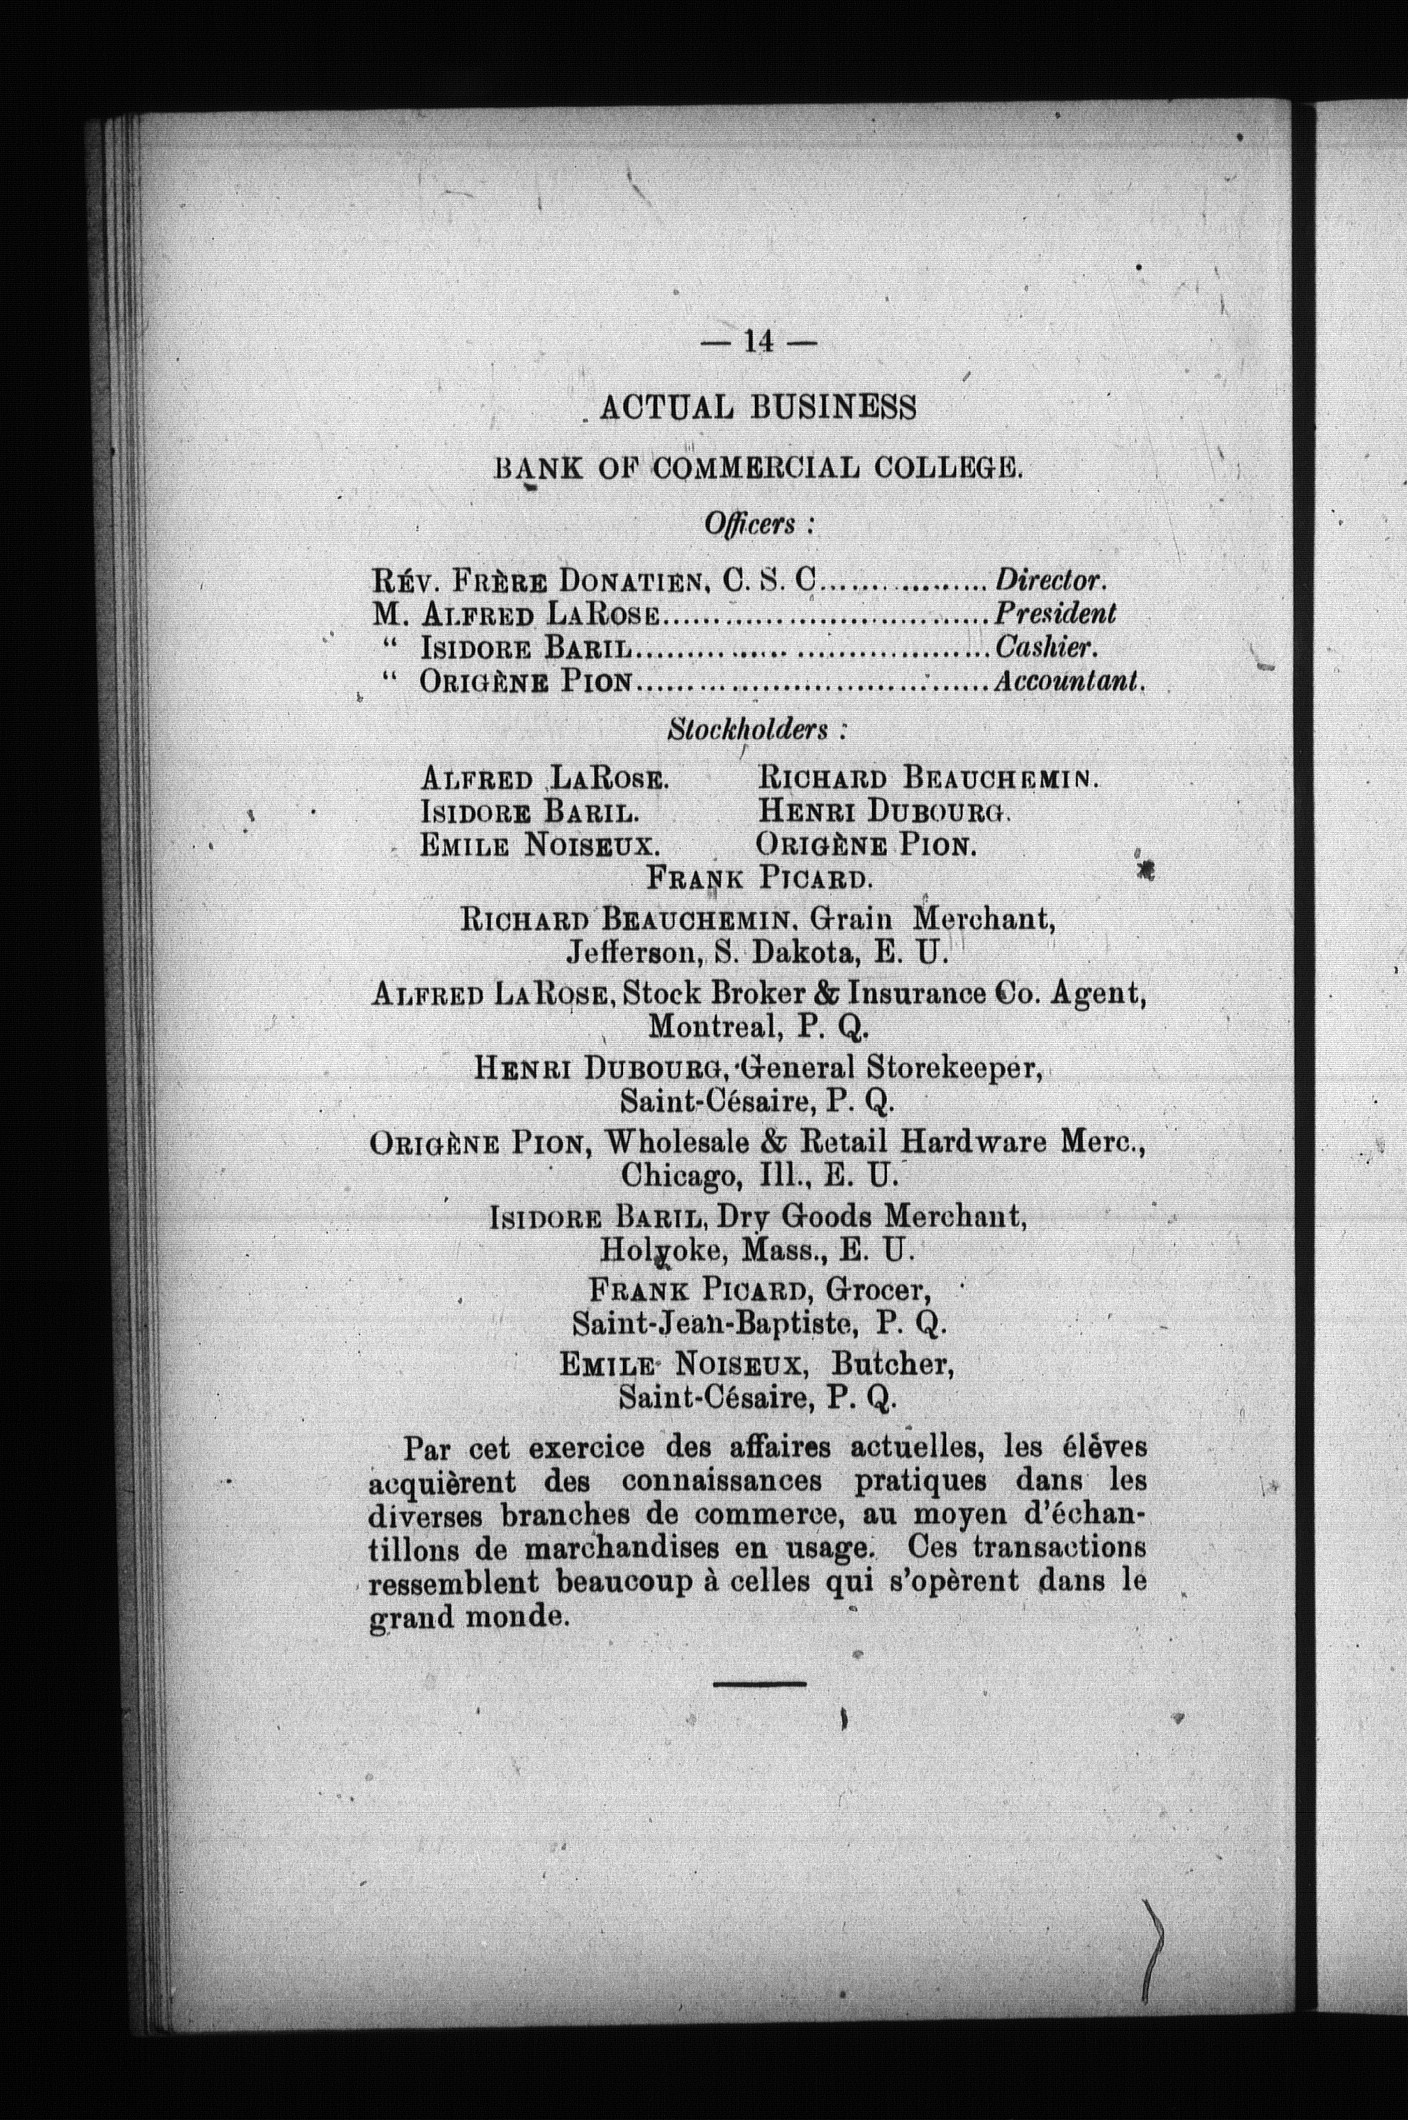 — 14 —
ACTUAL BUSINESS
BANK OF COMMERCIAL COLLEGE.
Officers :
RÉV. FRÈRE DONATIEN, C. S. C.................Director.
M. ALFRED LAROSE.................................President
“ ISIDORE BARIL...................................Cashier.
“ ORIGÈNE PION...................................Accountant.
Stockholders :
ALFRED LAROSE. RICHARD BEAUCHEMIN.
ISIDORE BARIL. HENRI DUBOURG.
EMILE NOISEUX. ORIGÈNE PION.
FRANK PICARD.
RICHARD BEAUCHEMIN, Grain Merchant,
Jefferson, S. Dakota, E. U.
ALFRED LAROSE, Stock Broker & Insurance Co. Agent,
Montreal, P. Q.
HENRI DUBOURG, General Storekeeper,
Saint-Césaire, P. Q.
ORIGÈNE PION, Wholesale & Retail Hardware Merc.,
Chicago, Ill., E. U.
ISIDORE BARIL, Dry Goods Merchant,
Holyoke, Mass., E. U.
FRANK PICARD, Grocer,
Saint-Jean-Baptiste, P. Q.
EMILE NOISEUX, Butcher,
Saint-Césaire, P. Q.
Par cet exercice des affaires actuelles, les élèves
acquièrent des connaissances pratiques dans les
diverses branches de commerce, au moyen d'échan-
tillons de marchandises en usage. Ces transactions
ressemblent beaucoup à celles qui s'opèrent dans le
grand monde.